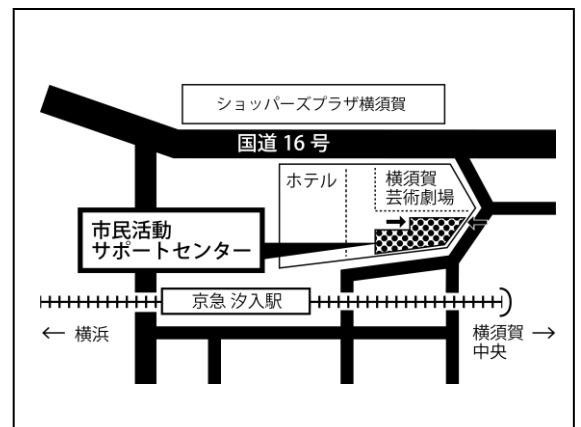 ショッパーズプラザ横須賀
国道 16 号
ホテル
横須賀
芸術劇場
市民活動
サポートセンター
京急 汐入駅
← 横浜
横須賀 →
中央